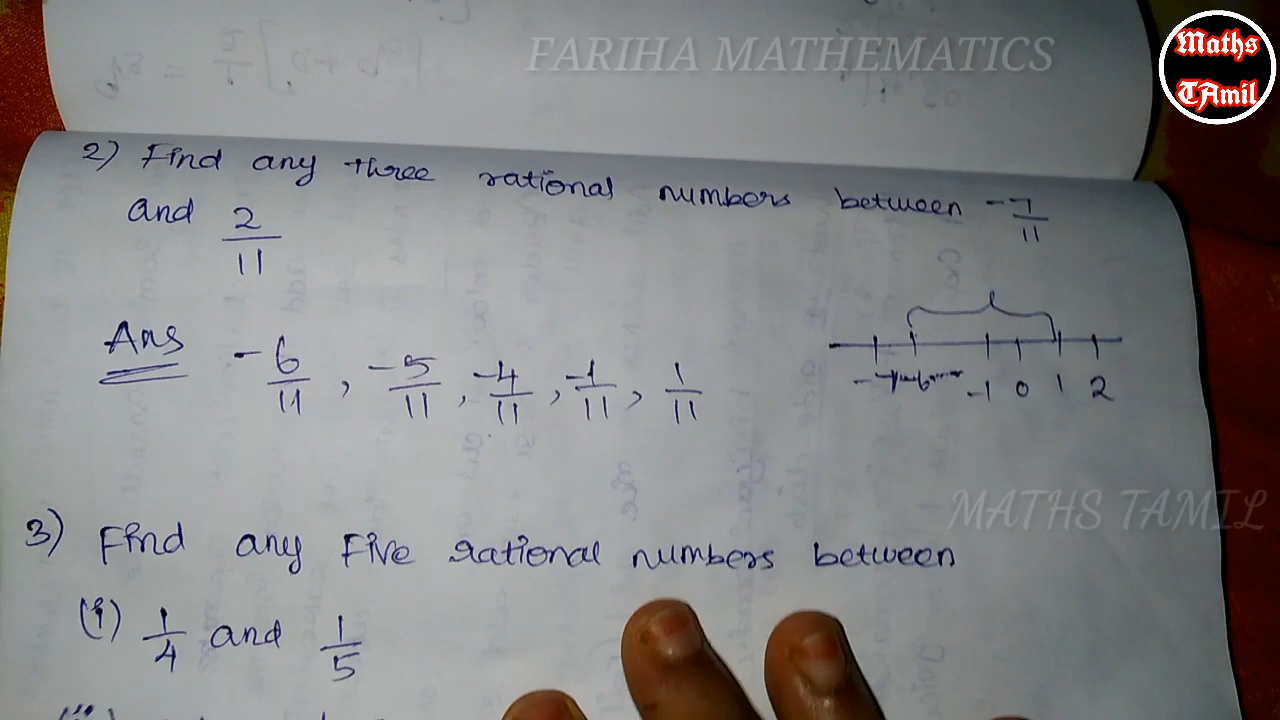 FARIHA MATHEMATICS
Maths
TAmil
2) Find any three rational numbers between -7/11
and 2/11
Ans -6/11, -5/11, -4/11, -1/11, 1/11
-1 0 1 2
MATHS TAMIL
3) Find any Five rational numbers between
(i) 1/4 and 1/5